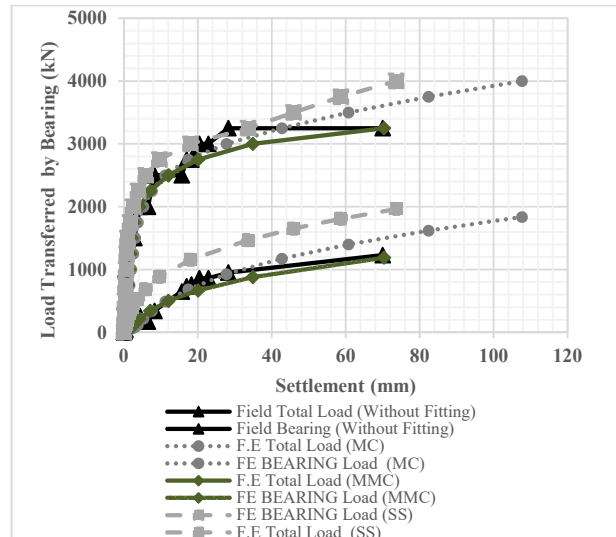 5000
4000
3000
2000
1000
0
0 20 40 60 80 100 120
Load Transferred by Bearing (kN)
Settlement (mm)
Field Total Load (Without Fitting)
Field Bearing (Without Fitting)
F.E Total Load (MC)
FE BEARING Load (MC)
F.E Total Load (MMC)
FE BEARING Load (MMC)
FE BEARING Load (SS)
F.E Total Load (SS)